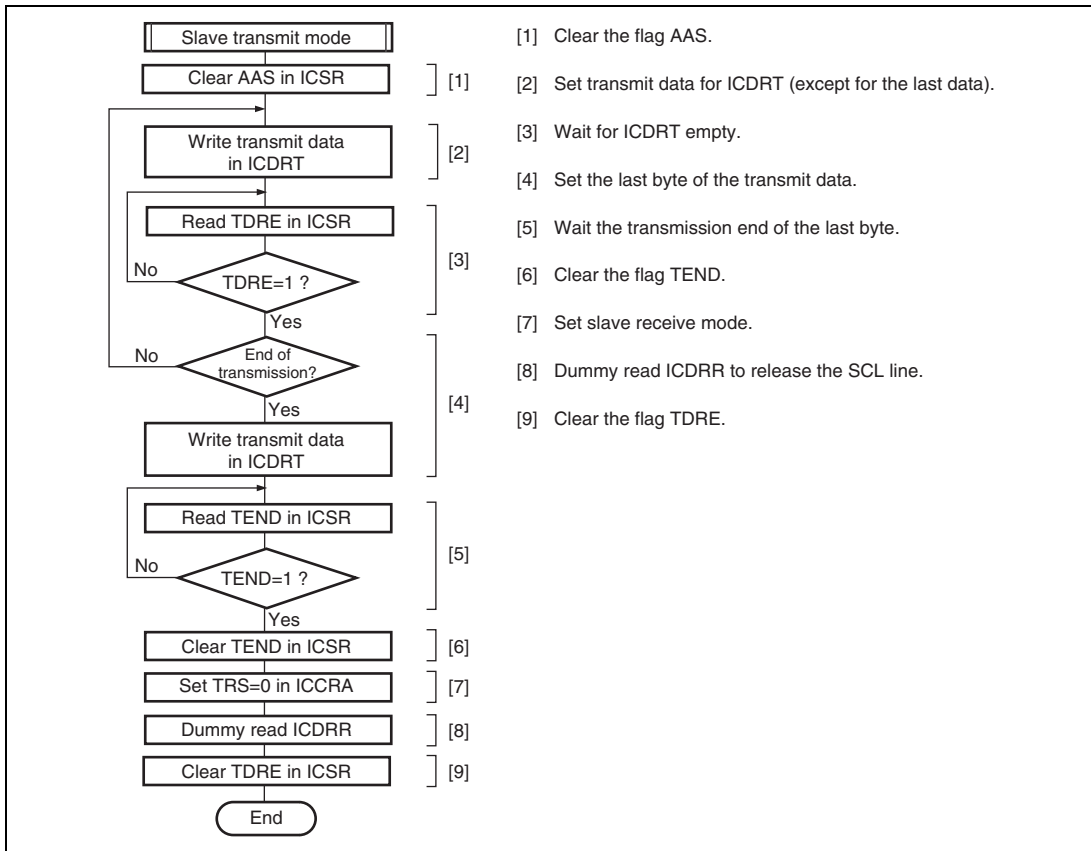 Slave transmit mode
Clear AAS in ICSR
[1]
Write transmit data
in ICDRT
[2]
Read TDRE in ICSR
No
TDRE=1 ?
[3]
Yes
No
End of
transmission?
Yes
[4]
Write transmit data
in ICDRT
Read TEND in ICSR
No
TEND=1 ?
[5]
Yes
Clear TEND in ICSR
[6]
Set TRS=0 in ICCRA
[7]
Dummy read ICDRR
[8]
Clear TDRE in ICSR
[9]
End
[1] Clear the flag AAS.
[2] Set transmit data for ICDRT (except for the last data).
[3] Wait for ICDRT empty.
[4] Set the last byte of the transmit data.
[5] Wait the transmission end of the last byte.
[6] Clear the flag TEND.
[7] Set slave receive mode.
[8] Dummy read ICDRR to release the SCL line.
[9] Clear the flag TDRE.